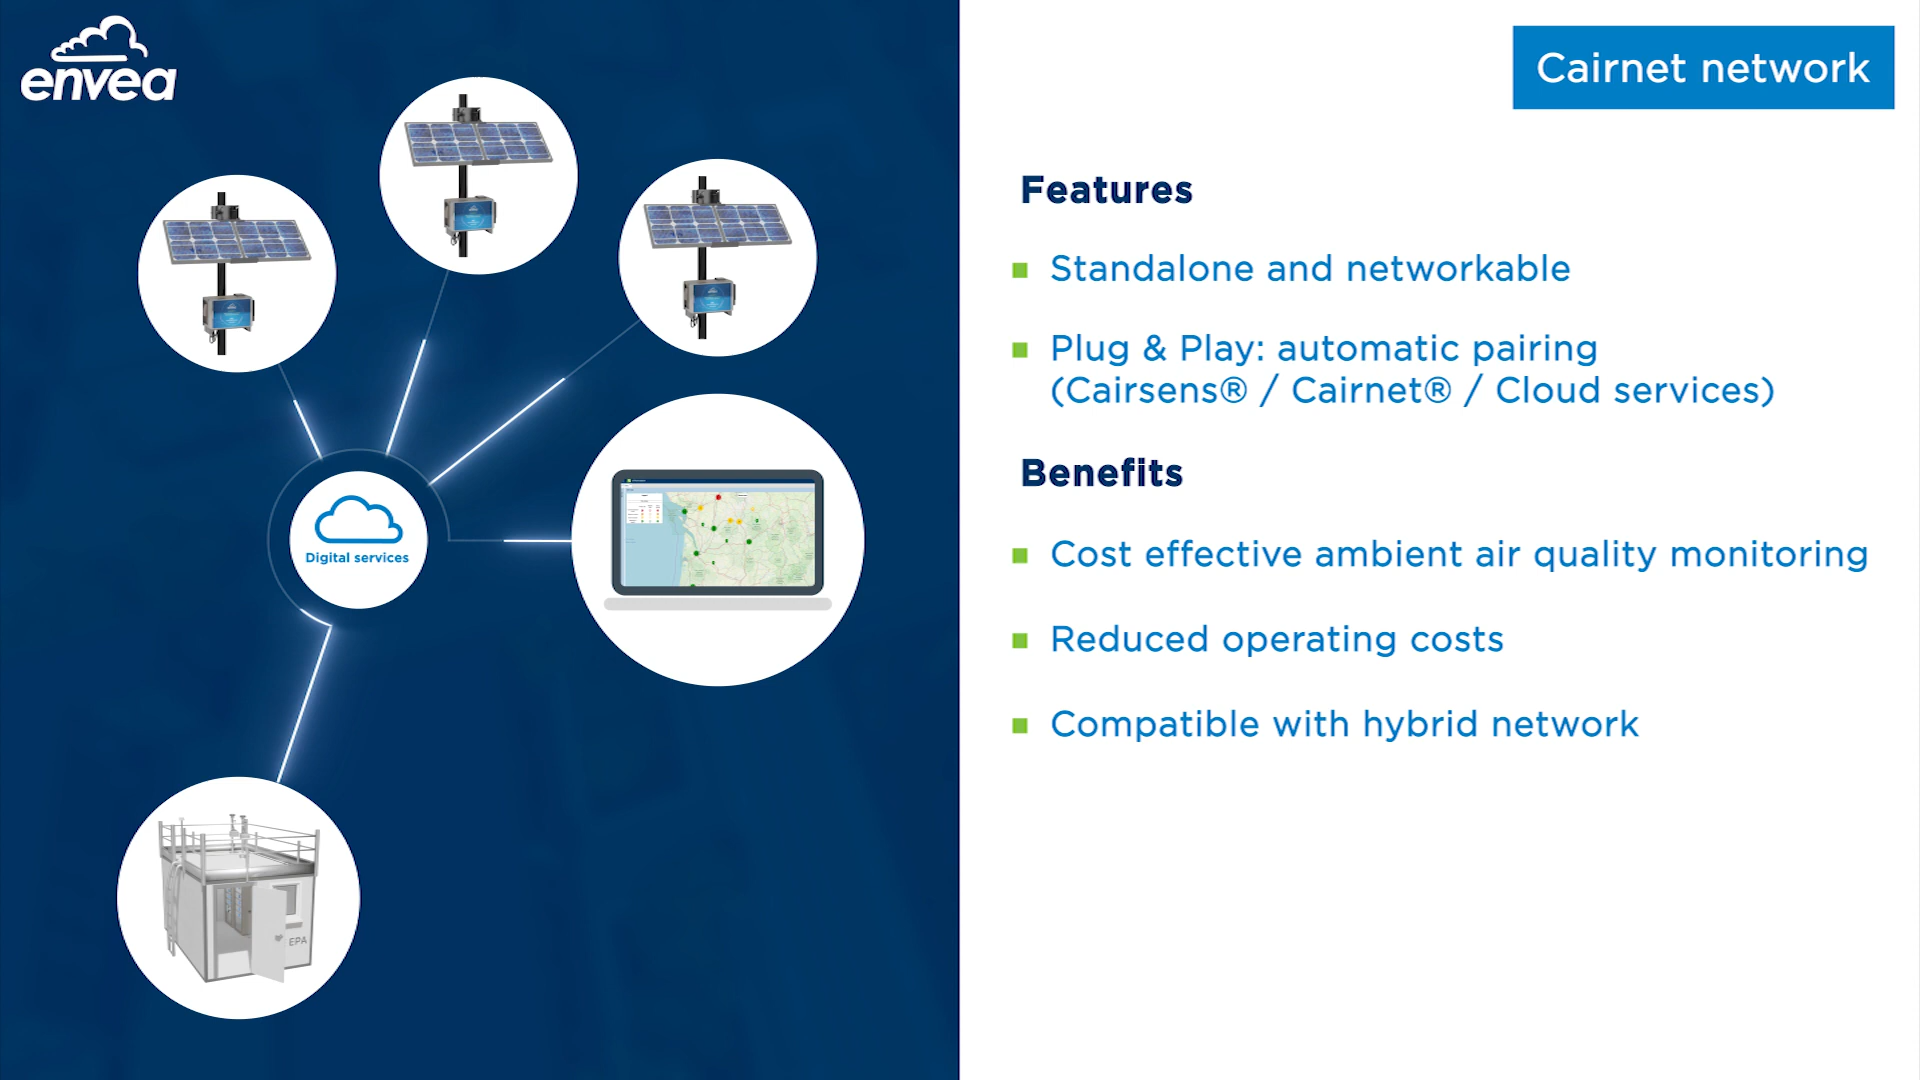 envea
Cairnet network
Features
Standalone and networkable
Plug & Play: automatic pairing
(Cairsens® / Cairnet® / Cloud services)
Benefits
Cost effective ambient air quality monitoring
Reduced operating costs
Compatible with hybrid network
Digital services
EPA